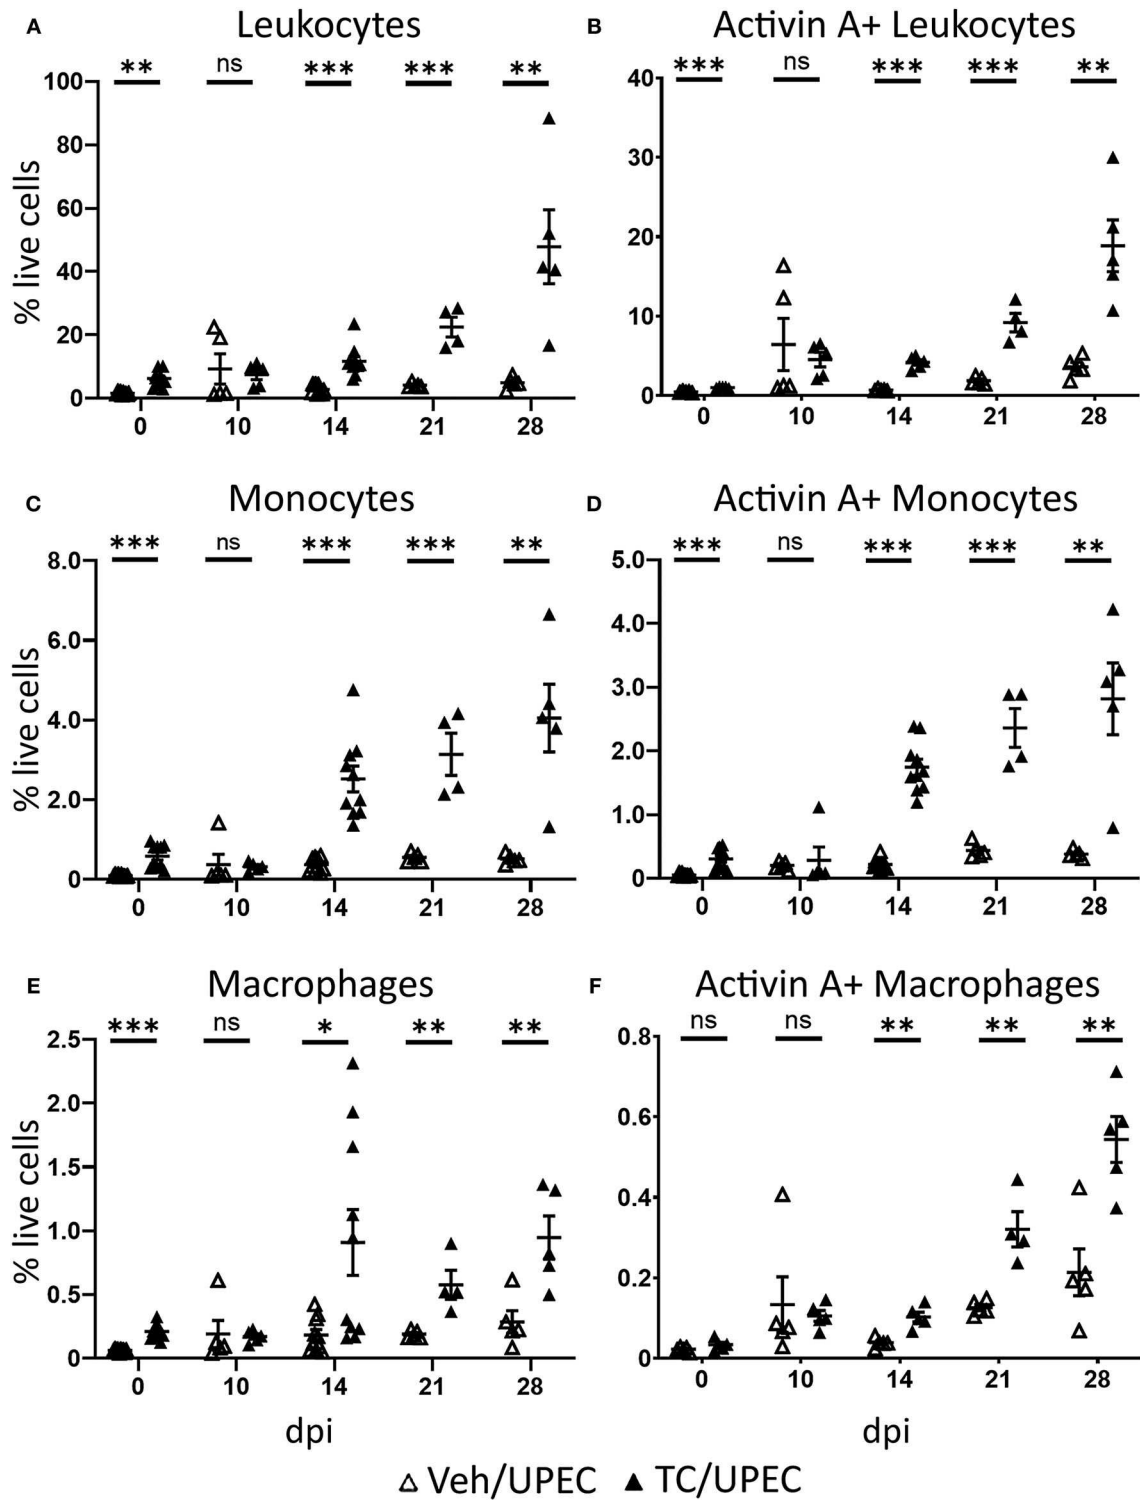 A Leukocytes
** ns *** *** **
100
80
60
40
20
0
% live cells
0 10 14 21 28
B Activin A+ Leukocytes
*** ns *** *** **
40
30
20
10
0
0 10 14 21 28
C Monocytes
*** ns *** *** **
8.0
6.0
4.0
2.0
0
% live cells
0 10 14 21 28
D Activin A+ Monocytes
*** ns *** *** **
5.0
4.0
3.0
2.0
1.0
0
0 10 14 21 28
E Macrophages
*** ns * ** **
2.5
2.0
1.5
1.0
0.5
0
% live cells
0 10 14 21 28
dpi
F Activin A+ Macrophages
ns ns ** ** **
0.8
0.6
0.4
0.2
0
0 10 14 21 28
dpi
△ Veh/UPEC ▲ TC/UPEC